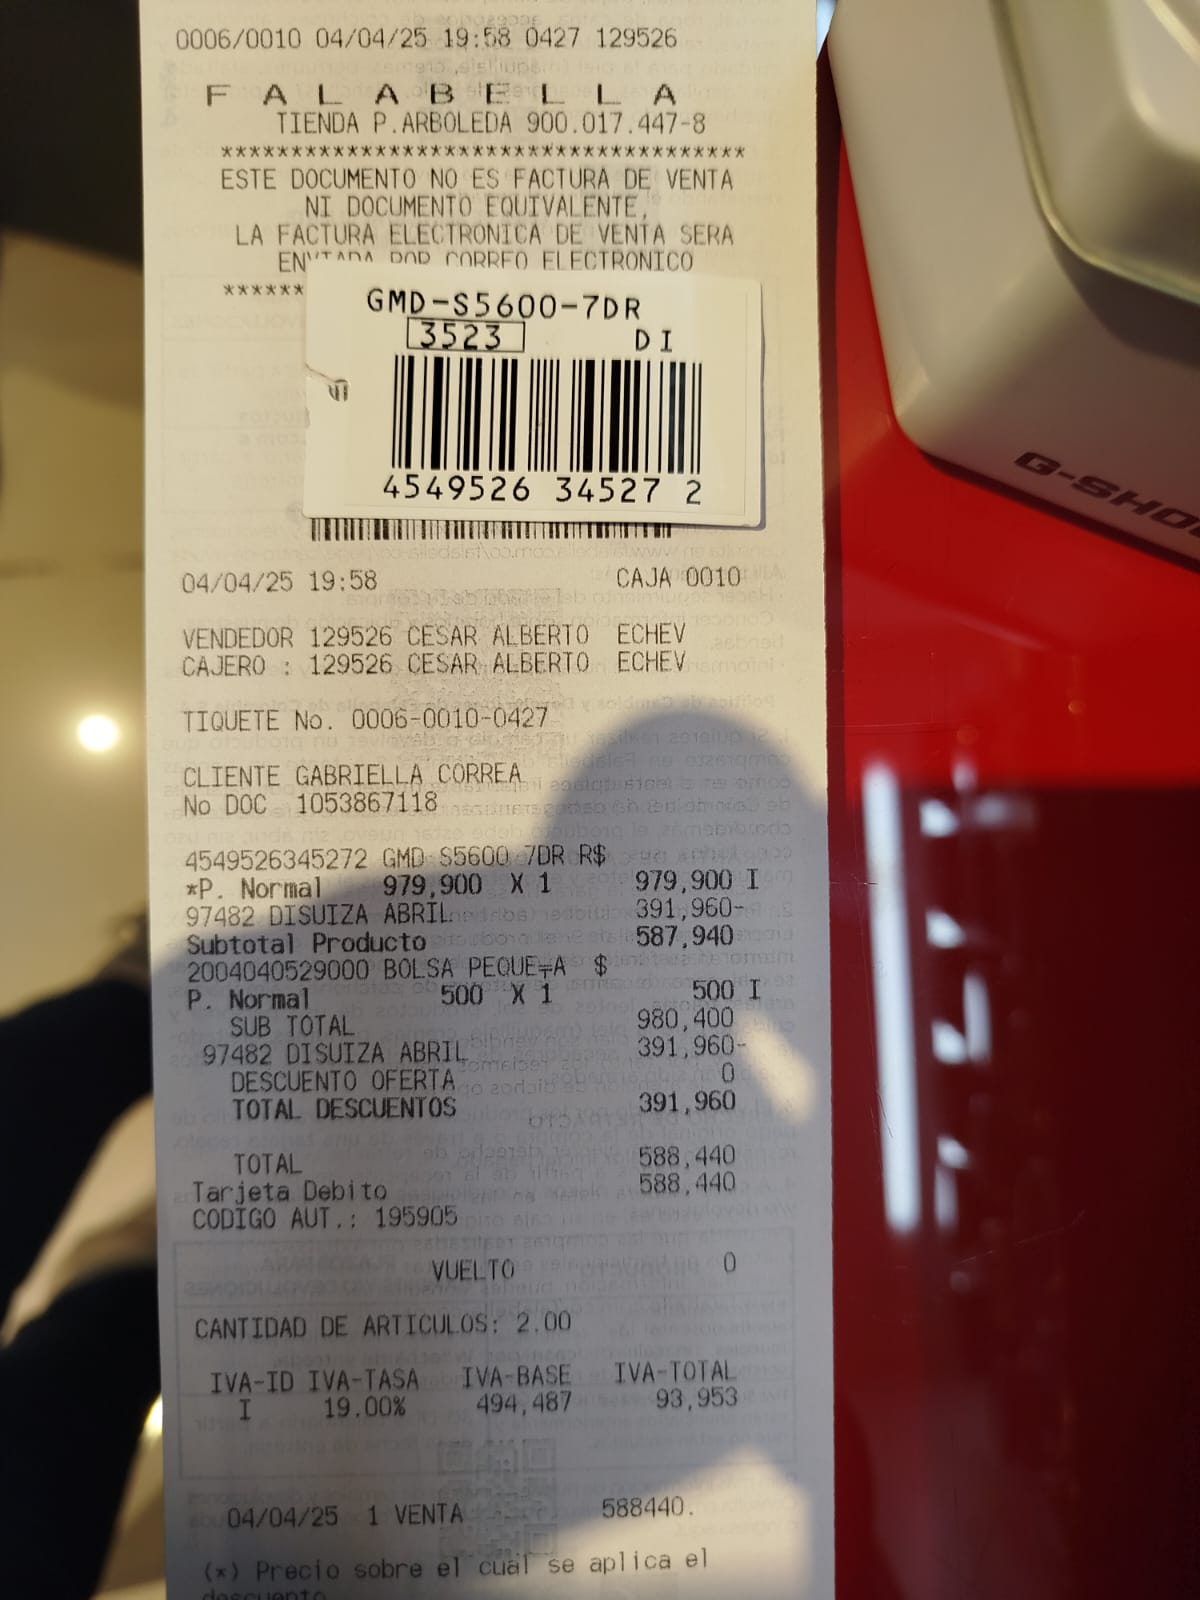 0006/0010 04/04/25 19:58 0427 129526
FALABELLA
TIENDA P.ARBOLEDA 900.017.447-8
**************************************
ESTE DOCUMENTO NO ES FACTURA DE VENTA
NI DOCUMENTO EQUIVALENTE,
LA FACTURA ELECTRONICA DE VENTA SERA
ENVIADA POR CORREO ELECTRONICO
******
GMD-S5600-7DR
3523 DI
4549526 34527 2
G-SHO
04/04/25 19:58 CAJA 0010
VENDEDOR 129526 CESAR ALBERTO ECHEV
CAJERO : 129526 CESAR ALBERTO ECHEV
TIQUETE No. 0006-0010-0427
CLIENTE GABRIELLA CORREA
No DOC 1053867118
4549526345272 GMD S5600 7DR R$
*P. Normal 979,900 X 1 979,900 I
97482 DISUIZA ABRIL 391,960-
Subtotal Producto 587,940
2004040529000 BOLSA PEQUE╤A $
P. Normal 500 X 1 500 I
SUB TOTAL 980,400
97482 DISUIZA ABRIL 391,960-
DESCUENTO OFERTA 0
TOTAL DESCUENTOS 391,960
TOTAL 588,440
Tarjeta Debito 588,440
CODIGO AUT.: 195905
VUELTO 0
CANTIDAD DE ARTICULOS: 2.00
IVA-ID IVA-TASA IVA-BASE IVA-TOTAL
I 19.00% 494,487 93,953
04/04/25 1 VENTA 588440.
(*) Precio sobre el cual se aplica el
descuento